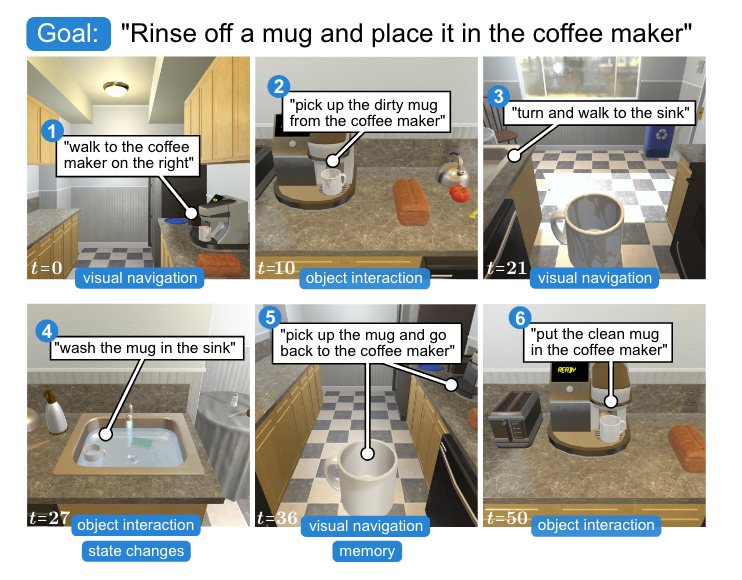 Goal: "Rinse off a mug and place it in the coffee maker"
1
"walk to the coffee
maker on the right"
t=0
visual navigation
2
"pick up the dirty mug
from the coffee maker"
t=10
object interaction
3
"turn and walk to the sink"
t=21
visual navigation
4
"wash the mug in the sink"
t=27
object interaction
state changes
5
"pick up the mug and go
back to the coffee maker"
t=36
visual navigation
memory
6
"put the clean mug
in the coffee maker"
READY
t=50
object interaction